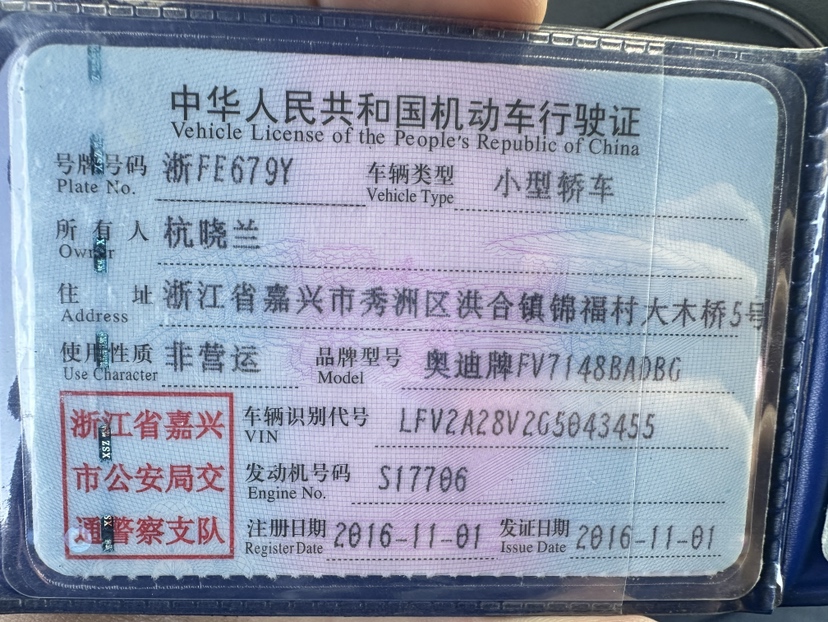 中华人民共和国机动车行驶证
Vehicle License of the People's Republic of China
号牌号码 浙FE679Y 车辆类型 小型轿车
Plate No. Vehicle Type
所有人 杭晓兰
Owner
住址 浙江省嘉兴市秀洲区洪合镇锦福村大木桥5号
Address
使用性质 非营运 品牌型号 奥迪牌FV7148BADBG
Use Character Model
浙江省嘉兴
市公安局交
通警察支队
车辆识别代号 LFV2A28V2G5043455
VIN
发动机号码 S17706
Engine No.
注册日期 2016-11-01 发证日期 2016-11-01
Register Date Issue Date